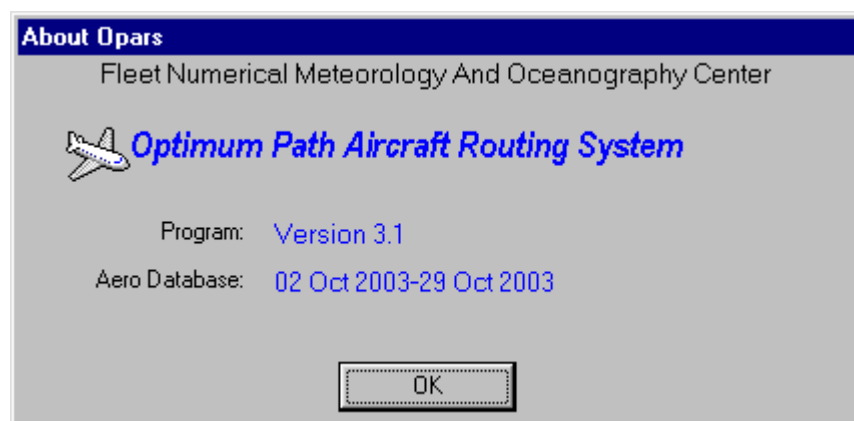 About Opars
Fleet Numerical Meteorology And Oceanography Center
Optimum Path Aircraft Routing System
Program: Version 3.1
Aero Database: 02 Oct 2003-29 Oct 2003
OK